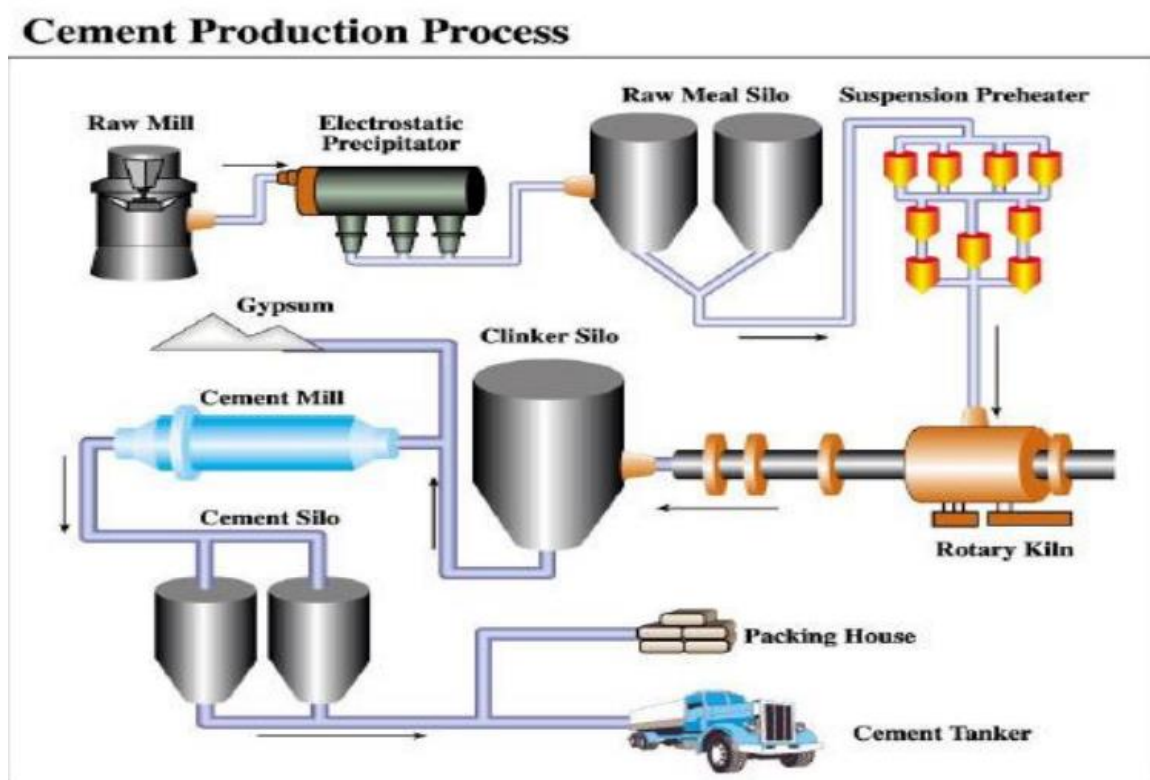 Cement Production Process
Raw Mill
Electrostatic
Precipitator
Raw Meal Silo
Suspension Preheater
Gypsum
Clinker Silo
Cement Mill
Cement Silo
Rotary Kiln
Packing House
Cement Tanker